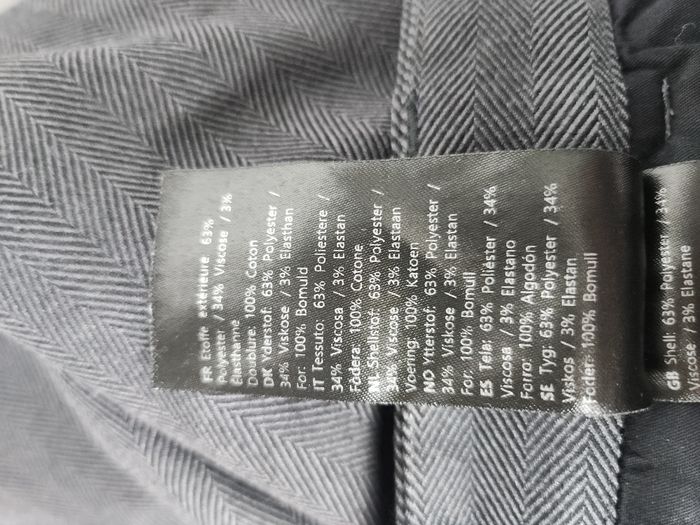 FR Etoffe extérieure: 63%
Polyester / 34% Viscose / 3%
Elasthanne
Doublure: 100% Coton
DK Yderstof: 63% Polyester /
34% Viskose / 3% Elasthan
For: 100% Bomuld
IT Tessuto: 63% Poliestere /
34% Viscosa / 3% Elastan
Fodera: 100% Cotone
NL Shellstof: 63% Polyester /
34% Viscose / 3% Elastaan
Voering: 100% Katoen
NO Ytterstof: 63% Polyester /
34% Viskose / 3% Elastan
For: 100% Bomull
ES Tela: 63% Poliester / 34%
Viscosa / 3% Elastano
Forro: 100% Algodón
SE Tyg: 63% Polyester / 34%
Viskos / 3% Elastan
Foder: 100% Bomull
GB Shell: 63% Polyester / 34%
Viscose / 3% Elastane